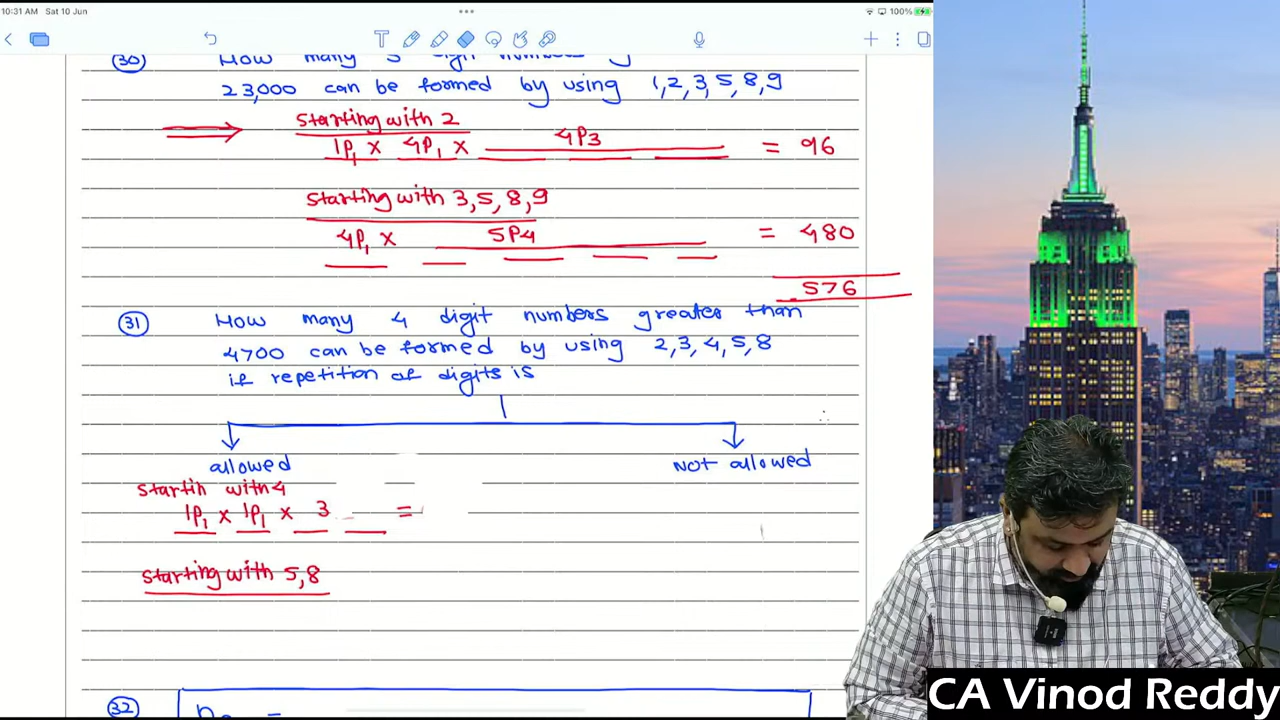 10:31 AM Sat 10 Jun
100%
T
30 How many 5 digit numbers g
23,000 can be formed by using 1,2,3,5,8,9
Starting with 2
1P1 x 4P1 x 4P3 = 96
Starting with 3,5,8,9
4P1 x 5P4 = 480
576
31 How many 4 digit numbers greater than
4700 can be formed by using 2,3,4,5,8
if repetition of digits is
allowed NOT allowed
Startin with 4
1P1 x 1P1 x 3 =
Starting with 5,8
32
CA Vinod Reddy